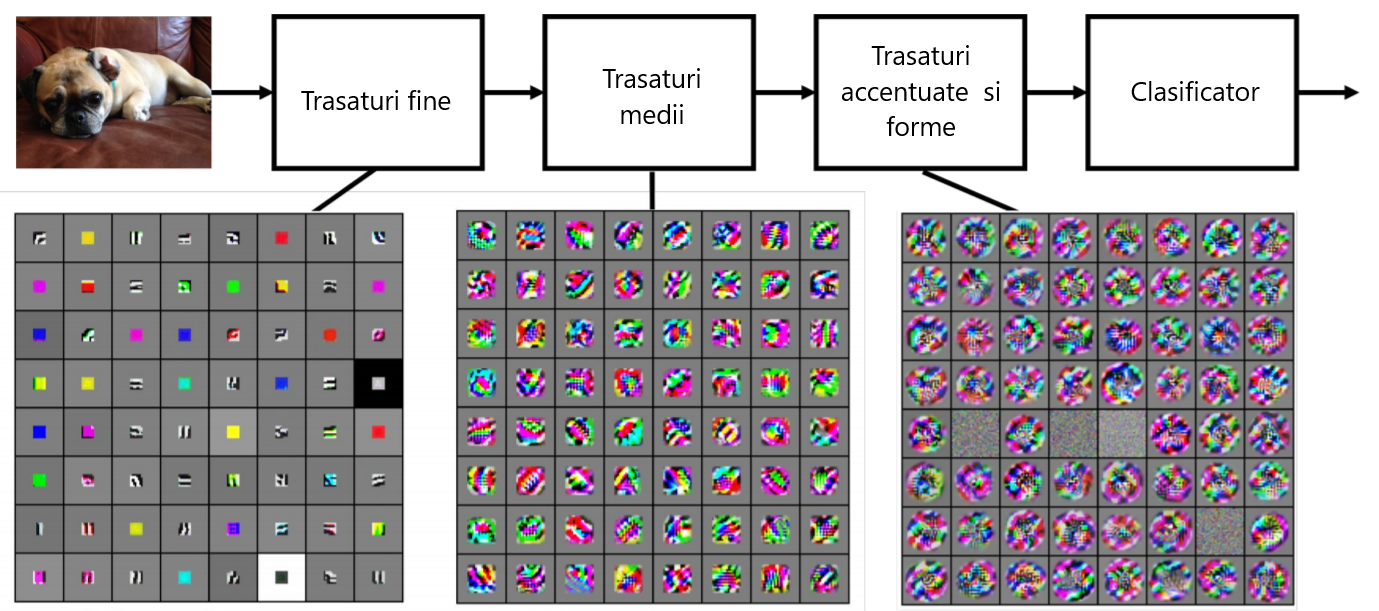 Trasaturi fine
Trasaturi
medii
Trasaturi
accentuate si
forme
Clasificator